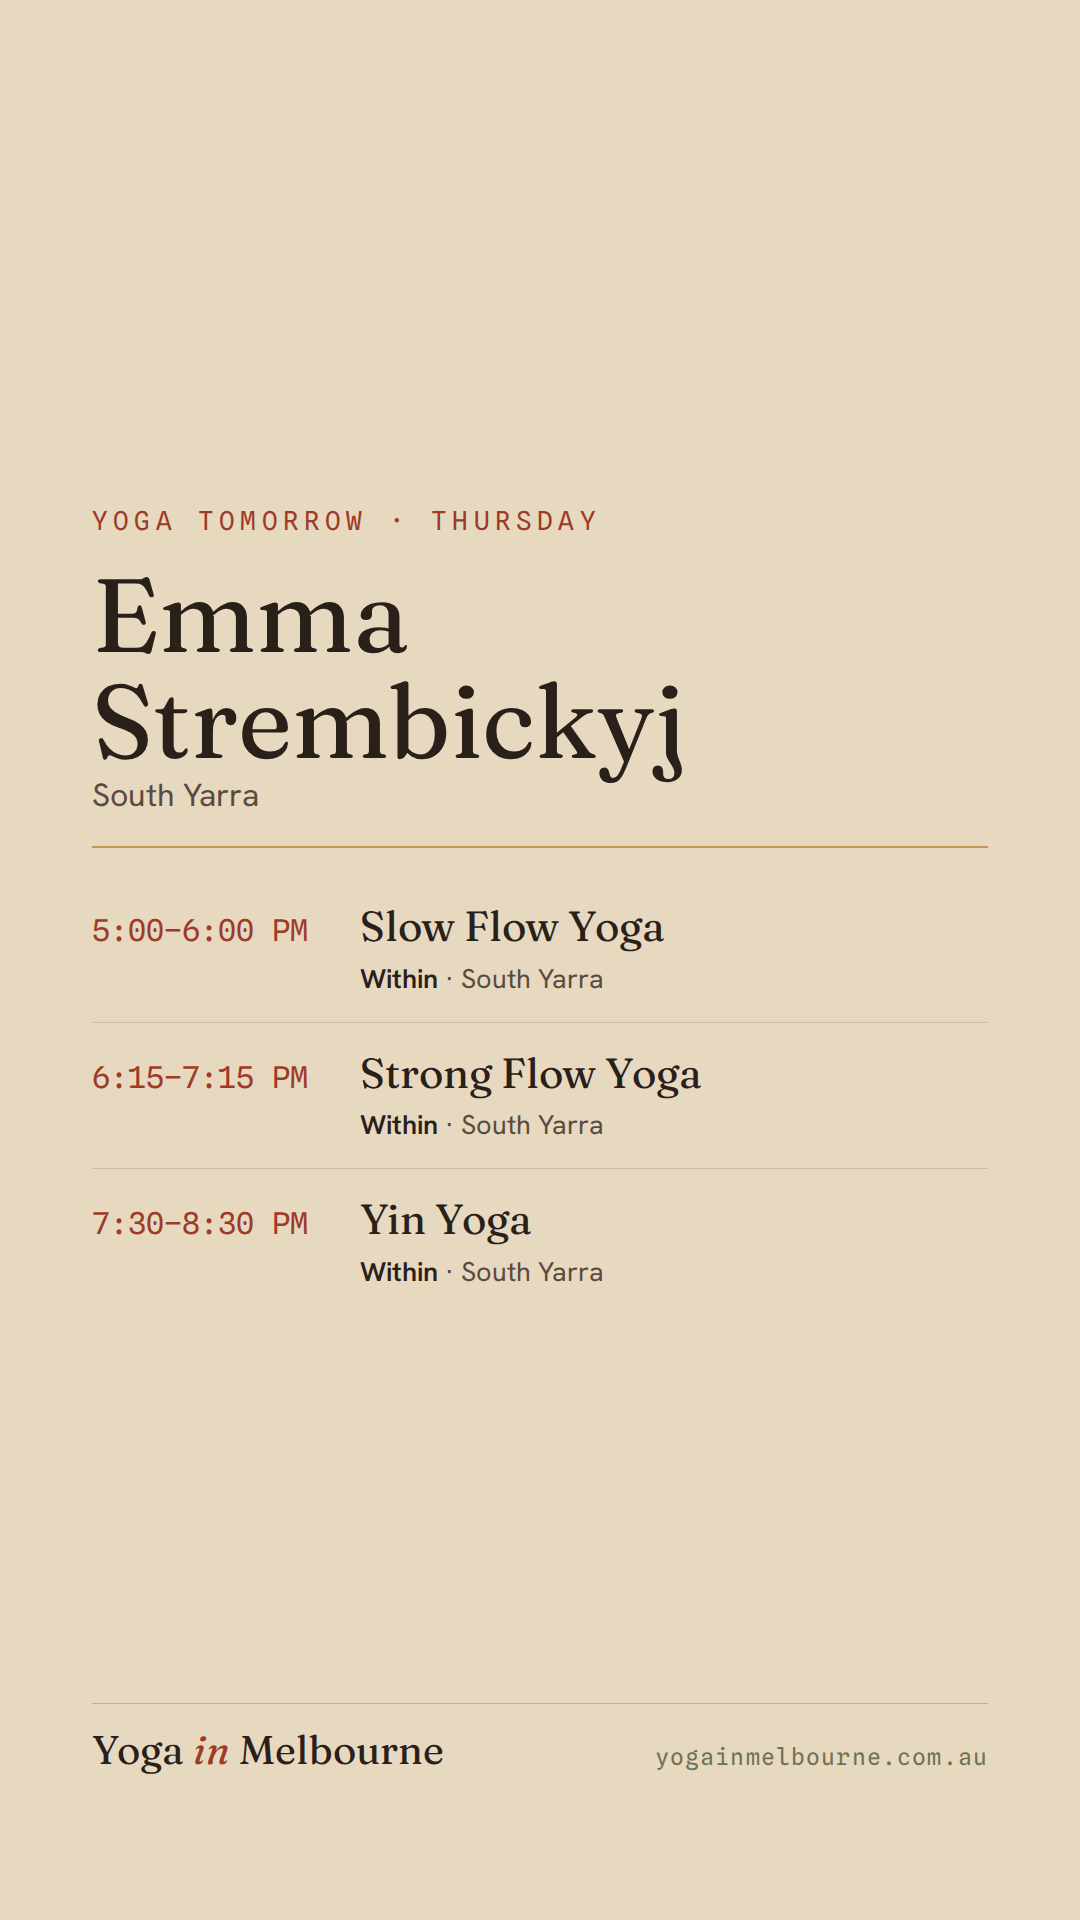 YOGA TOMORROW · THURSDAY
Emma
Strembickyj
South Yarra
5:00–6:00 PM Slow Flow Yoga
Within · South Yarra
6:15–7:15 PM Strong Flow Yoga
Within · South Yarra
7:30–8:30 PM Yin Yoga
Within · South Yarra
Yoga in Melbourne yogainmelbourne.com.au